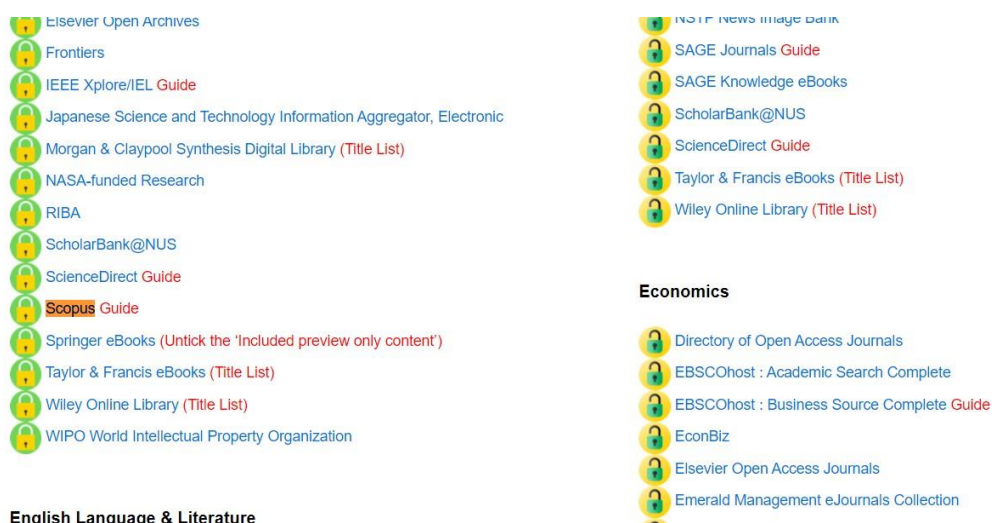 Elsevier Open Archives
Frontiers
IEEE Xplore/IEL Guide
Japanese Science and Technology Information Aggregator, Electronic
Morgan & Claypool Synthesis Digital Library (Title List)
NASA-funded Research
RIBA
ScholarBank@NUS
ScienceDirect Guide
Scopus Guide
Springer eBooks (Untick the ‘Included preview only content’)
Taylor & Francis eBooks (Title List)
Wiley Online Library (Title List)
WIPO World Intellectual Property Organization
English Language & Literature
NSTP News Image Bank
SAGE Journals Guide
SAGE Knowledge eBooks
ScholarBank@NUS
ScienceDirect Guide
Taylor & Francis eBooks (Title List)
Wiley Online Library (Title List)
Economics
Directory of Open Access Journals
EBSCOhost : Academic Search Complete
EBSCOhost : Business Source Complete Guide
EconBiz
Elsevier Open Access Journals
Emerald Management eJournals Collection